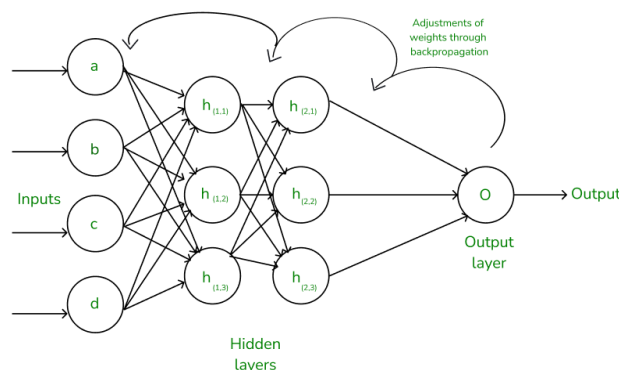 Adjustments of
weights through
backpropagation
a
h (1,1)
h (2,1)
b
Inputs
h (1,2)
h (2,2)
O
Output
c
Output
layer
d
h (1,3)
h (2,3)
Hidden
layers